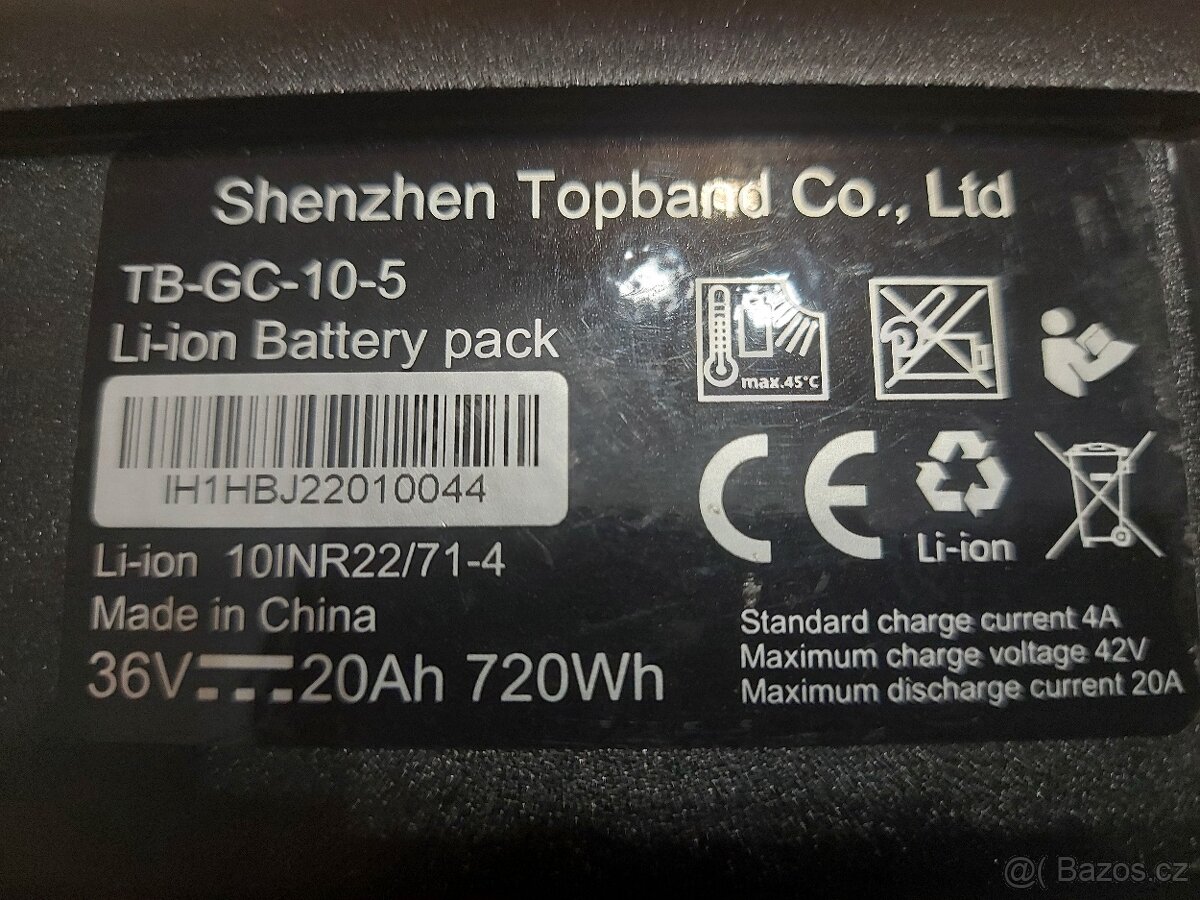 Shenzhen Topband Co., Ltd
TB-GC-10-5
Li-ion Battery pack
max.45°C
IH1HBJ22010044
Li-ion
Li-ion 10INR22/71-4
Made in China
36V 20Ah 720Wh
Standard charge current 4A
Maximum charge voltage 42V
Maximum discharge current 20A
@( Bazos.cz